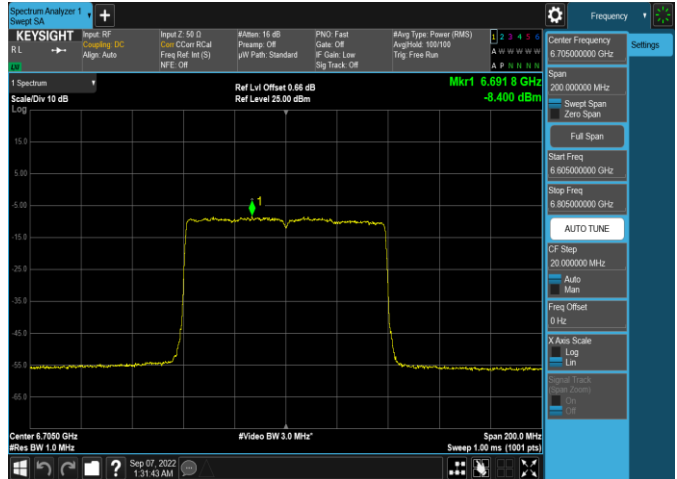 Spectrum Analyzer 1
Swept SA
+
Frequency
KEYSIGHT
RL
Input: RF
Coupling: DC
Align: Auto
Input Z: 50 Ω
Corr CCorr RCal
Freq Ref: Int (S)
NFE: Off
#Atten: 16 dB
Preamp: Off
µW Path: Standard
PNO: Fast
Gate: Off
IF Gain: Low
Sig Track: Off
#Avg Type: Power (RMS)
Avg|Hold: 100/100
Trig: Free Run
1 2 3 4 5 6
A W W W W W
A P N N N N
Center Frequency
6.705000000 GHz
Settings
Span
200.000000 MHz
Swept Span
Zero Span
Full Span
Start Freq
6.605000000 GHz
Stop Freq
6.805000000 GHz
AUTO TUNE
CF Step
20.000000 MHz
Auto
Man
Freq Offset
0 Hz
X Axis Scale
Log
Lin
Signal Track
(Span Zoom)
On
Off
1 Spectrum
Scale/Div 10 dB
Log
Ref Lvl Offset 0.66 dB
Ref Level 25.00 dBm
Mkr1 6.691 8 GHz
-8.400 dBm
15.0
5.00
-5.00
-15.0
-25.0
-35.0
-45.0
-55.0
-65.0
1
Center 6.7050 GHz
#Res BW 1.0 MHz
#Video BW 3.0 MHz*
Span 200.0 MHz
Sweep 1.00 ms (1001 pts)
?
Sep 07, 2022
1:31:43 AM